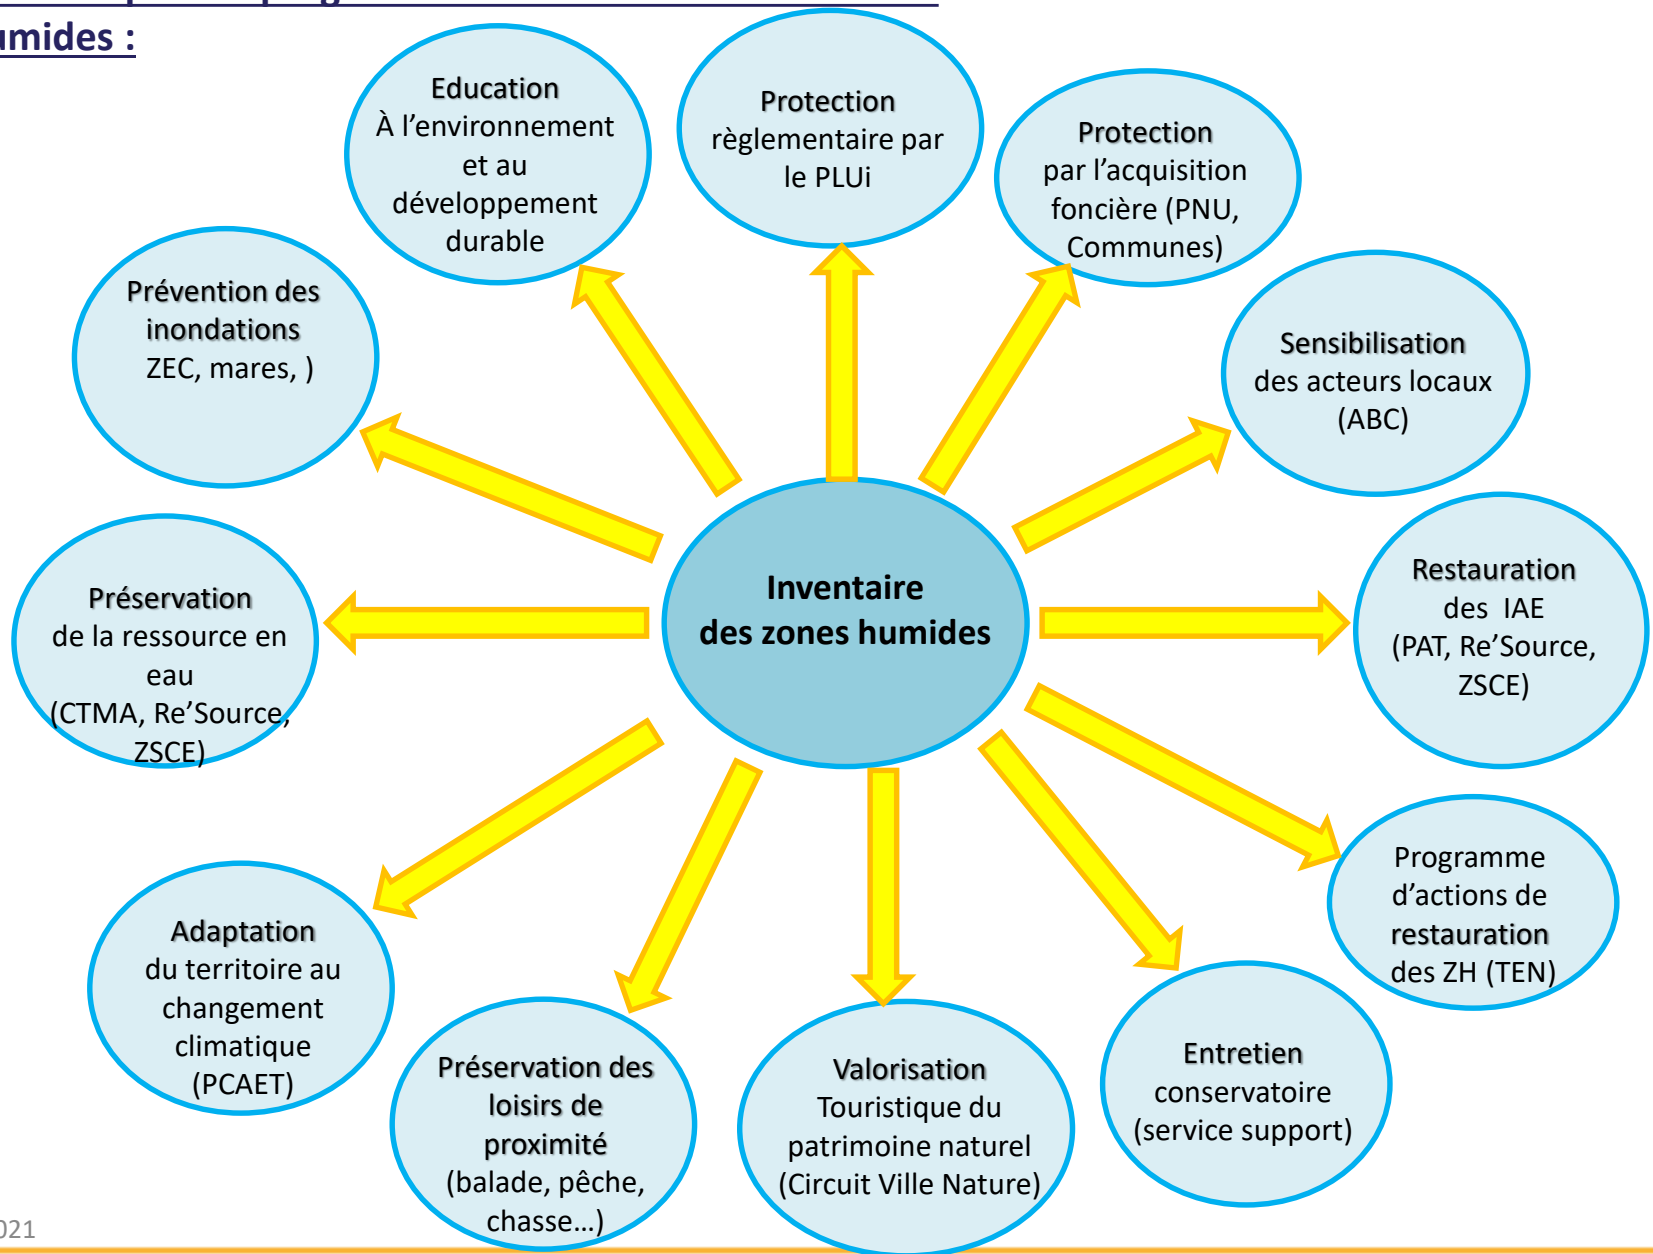 umides :
Education
À l’environnement
et au
développement
durable
Protection
règlementaire par
le PLUi
Protection
par l’acquisition
foncière (PNU,
Communes)
Sensibilisation
des acteurs locaux
(ABC)
Restauration
des IAE
(PAT, Re’Source,
ZSCE)
Programme
d’actions de
restauration
des ZH (TEN)
Entretien
conservatoire
(service support)
Valorisation
Touristique du
patrimoine naturel
(Circuit Ville Nature)
Préservation des
loisirs de
proximité
(balade, pêche,
chasse…)
Adaptation
du territoire au
changement
climatique
(PCAET)
Préservation
de la ressource en
eau
(CTMA, Re’Source,
ZSCE)
Prévention des
inondations
ZEC, mares, )
Inventaire
des zones humides
021